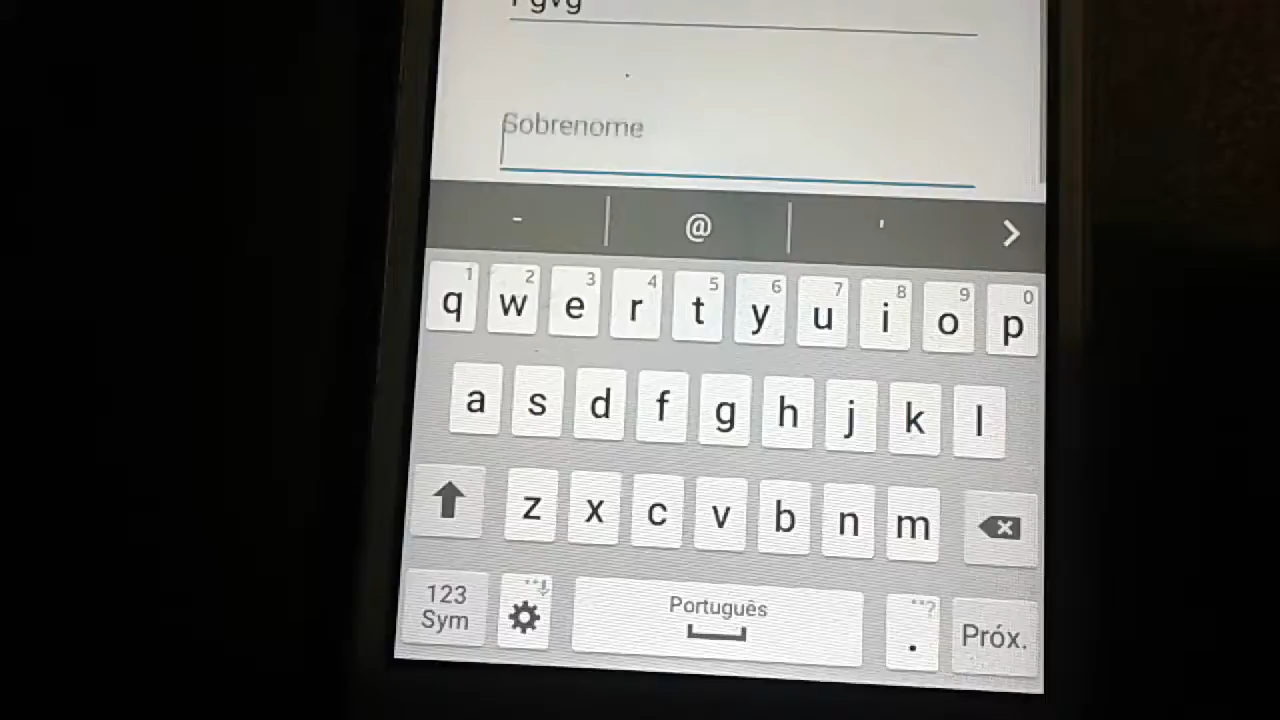 Sobrenome
- @ '
1 2 3 4 5 6 7 8 9 0
q w e r t y u i o p
a s d f g h j k l
z x c v b n m
123 Português . Próx.
Sym